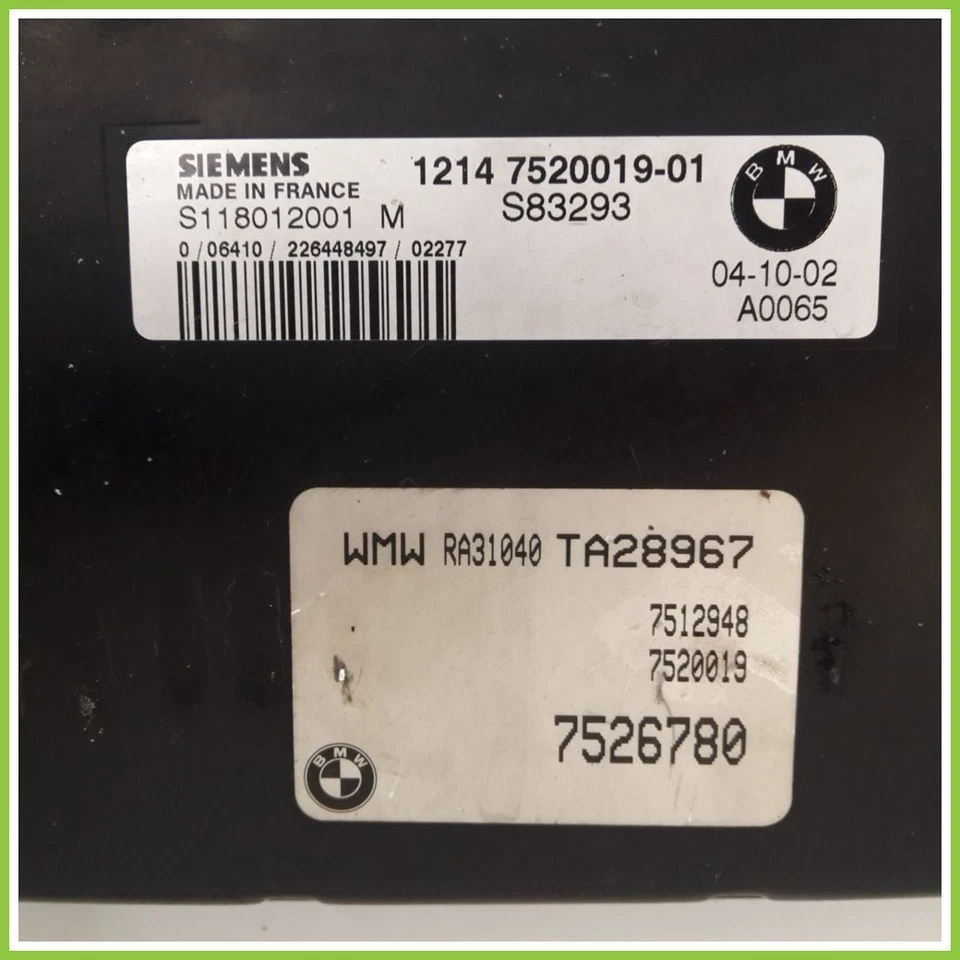 SIEMENS
MADE IN FRANCE
S118012001 M
0 / 06410 / 226448497 / 02277
1214 7520019-01
S83293
BMW
04-10-02
A0065
WMW RA31040 TA28967
7512948
7520019
7526780
BMW